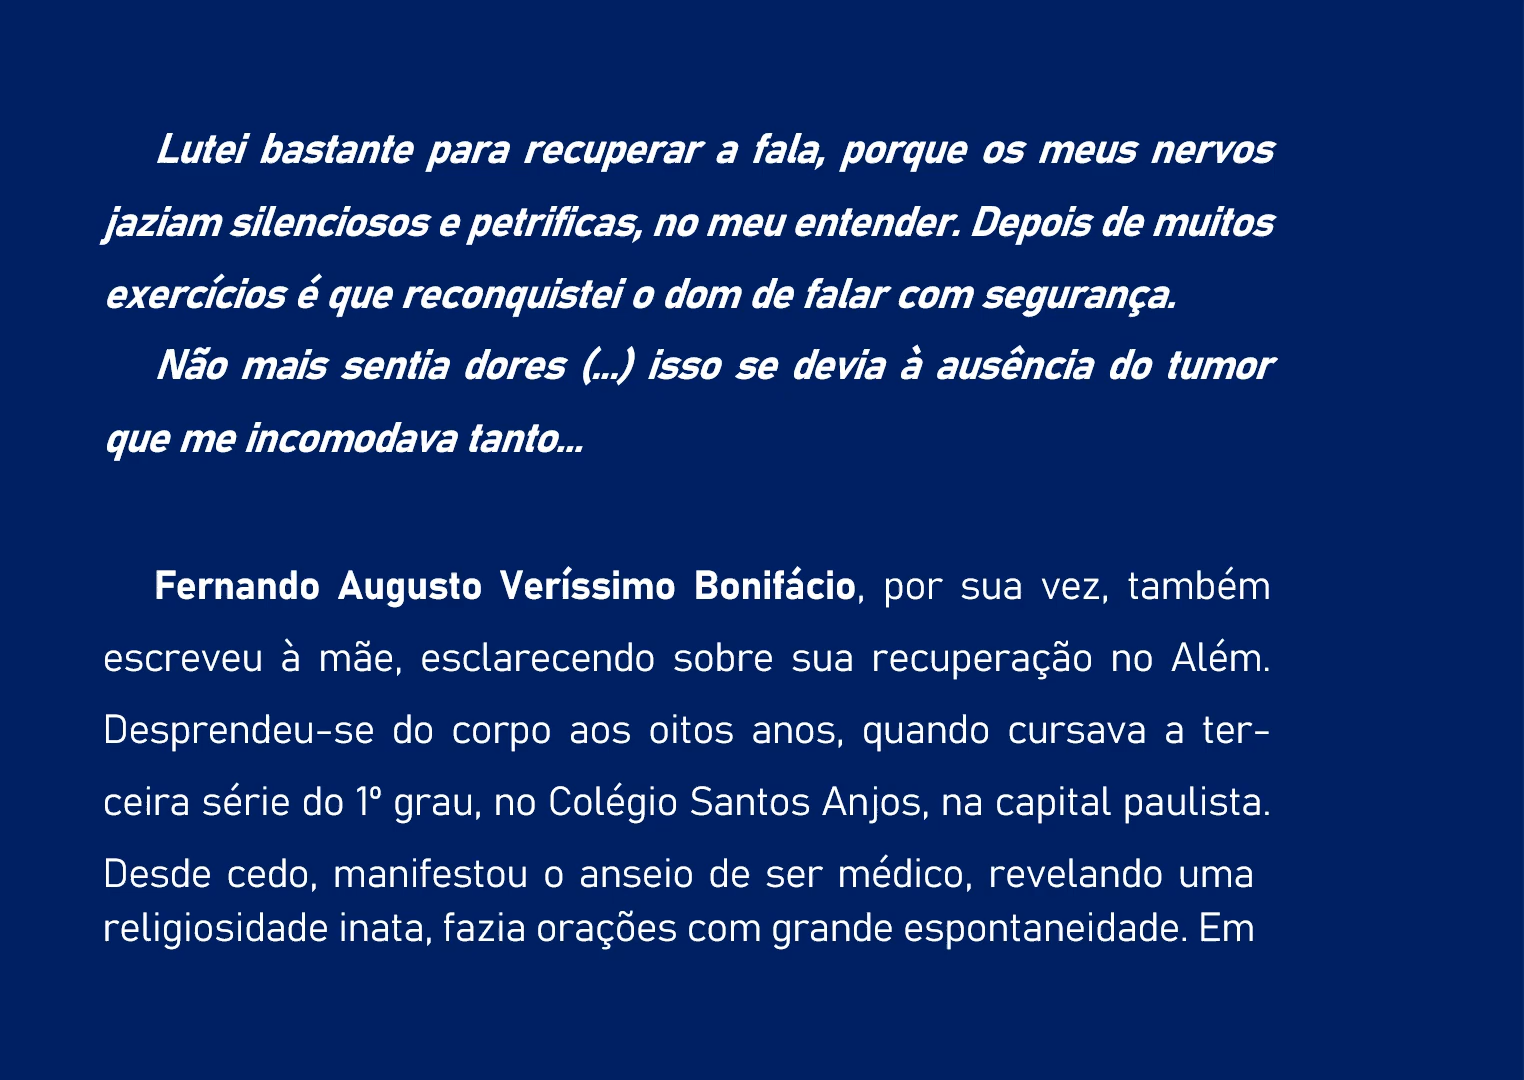 Lutei bastante para recuperar a fala, porque os meus nervos
jaziam silenciosos e petrificas, no meu entender. Depois de muitos
exercícios é que reconquistei o dom de falar com segurança.
Não mais sentia dores (...) isso se devia à ausência do tumor
que me incomodava tanto...
Fernando Augusto Veríssimo Bonifácio, por sua vez, também
escreveu à mãe, esclarecendo sobre sua recuperação no Além.
Desprendeu-se do corpo aos oitos anos, quando cursava a ter-
ceira série do 1º grau, no Colégio Santos Anjos, na capital paulista.
Desde cedo, manifestou o anseio de ser médico, revelando uma
religiosidade inata, fazia orações com grande espontaneidade. Em